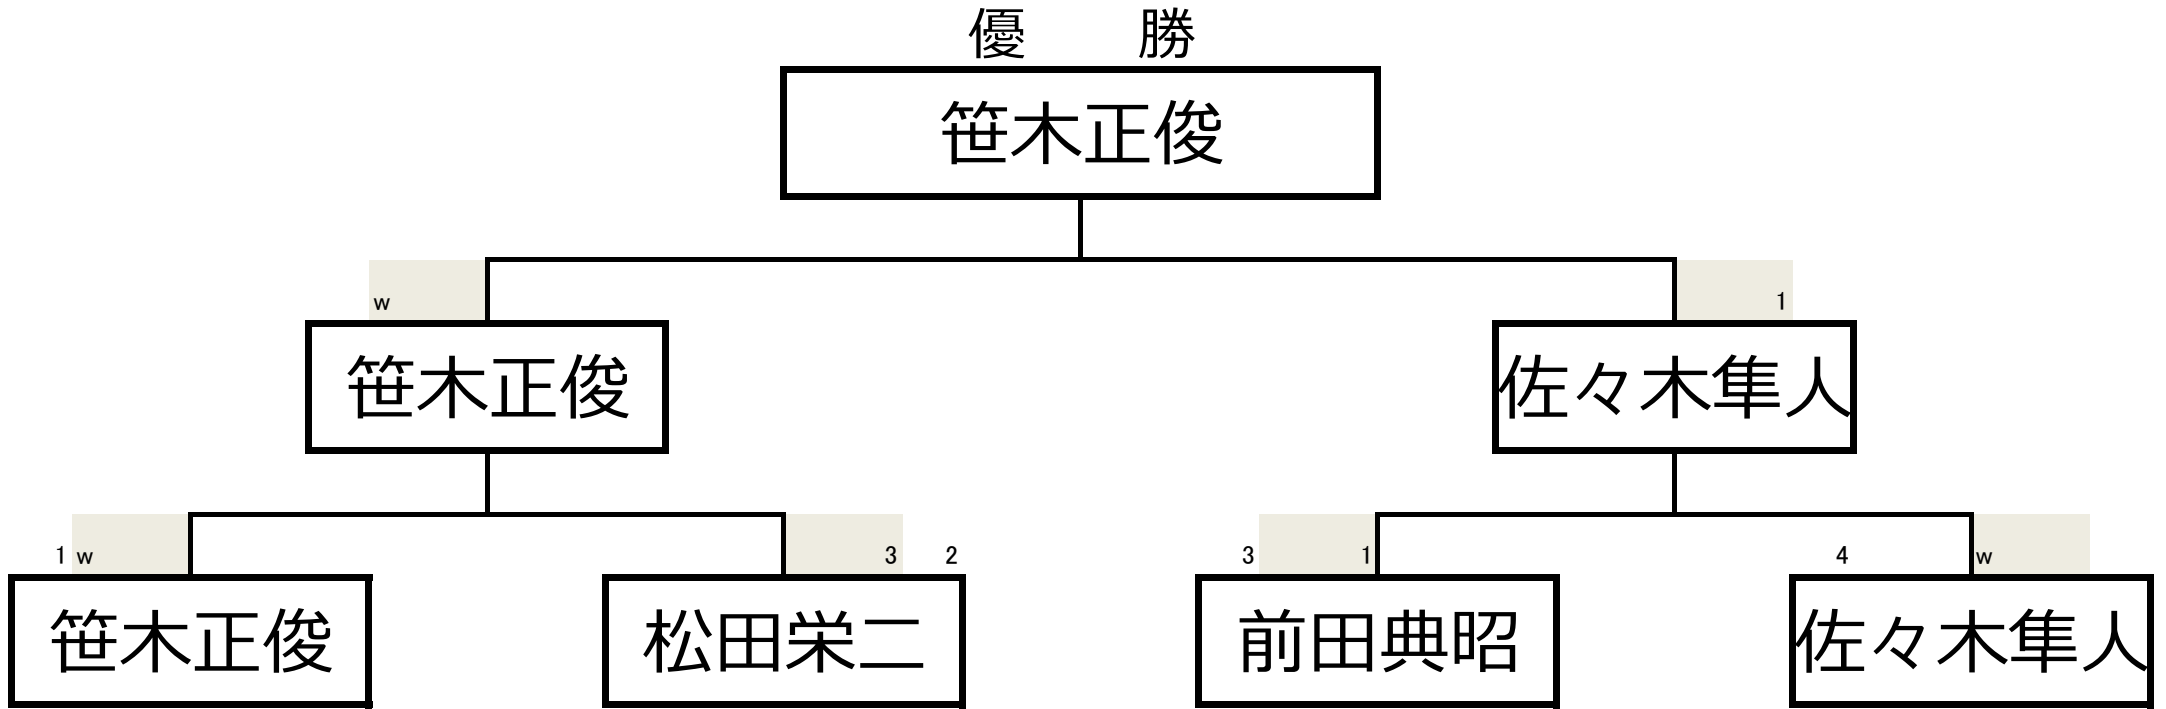 優　勝
笹木正俊
w 1
笹木正俊 佐々木隼人
1 w 3 2 3 1 4 w
笹木正俊 松田栄二 前田典昭 佐々木隼人